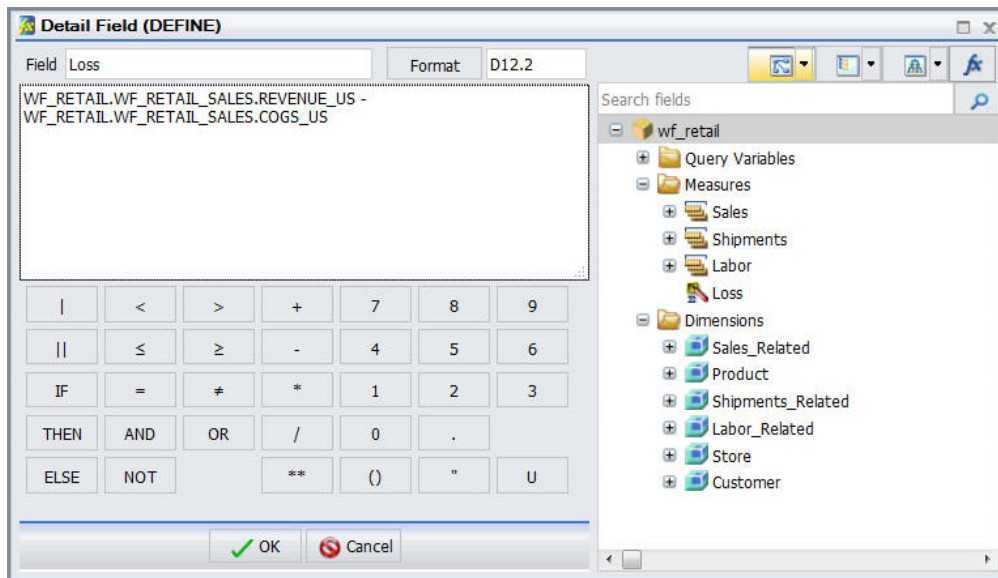 Detail Field (DEFINE)
Field Loss Format D12.2
WF_RETAIL.WF_RETAIL_SALES.REVENUE_US -
WF_RETAIL.WF_RETAIL_SALES.COGS_US
| < > + 7 8 9
|| ≤ ≥ - 4 5 6
IF = ≠ * 1 2 3
THEN AND OR / 0 .
ELSE NOT ** () " U
OK Cancel
fx
Search fields
wf_retail
Query Variables
Measures
Sales
Shipments
Labor
Loss
Dimensions
Sales_Related
Product
Shipments_Related
Labor_Related
Store
Customer